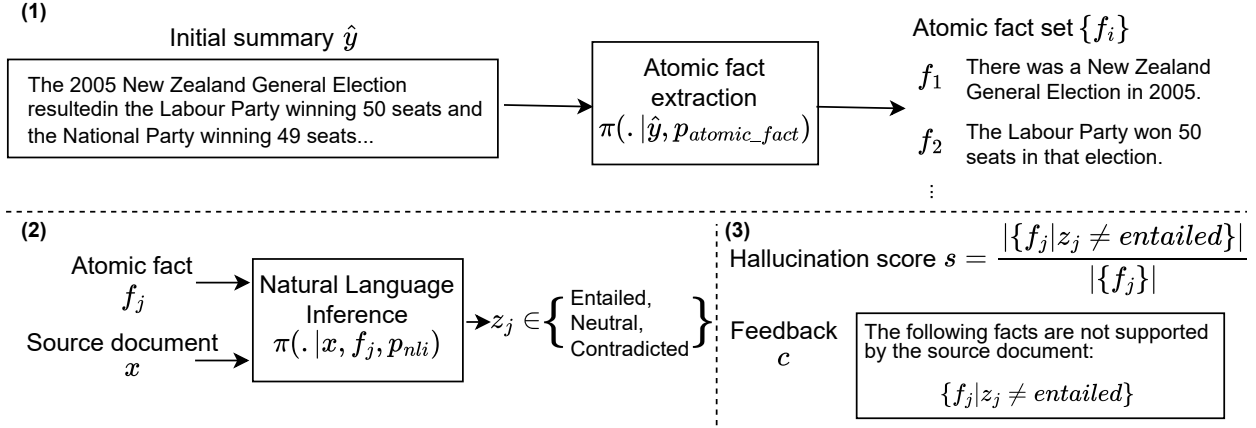 (1)
Initial summary ŷ
The 2005 New Zealand General Election
resultedin the Labour Party winning 50 seats and
the National Party winning 49 seats...
Atomic fact
extraction
π(. |ŷ, p_{atomic_fact})
Atomic fact set {f_i}
f_1 There was a New Zealand
General Election in 2005.
f_2 The Labour Party won 50
seats in that election.
⋮
(2)
Atomic fact
f_j
Source document
x
Natural Language
Inference
π(. |x, f_j, p_{nli})
z_j ∈ {
Entailed,
Neutral,
Contradicted
}
(3)
Hallucination score s = |{f_j|z_j ≠ entailed}| / |{f_j}|
Feedback
c
The following facts are not supported
by the source document:
{f_j|z_j ≠ entailed}